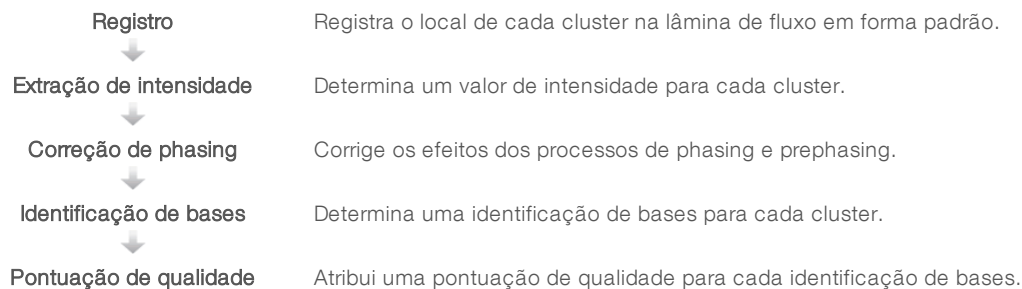 Registro Registra o local de cada cluster na lâmina de fluxo em forma padrão.
Extração de intensidade Determina um valor de intensidade para cada cluster.
Correção de phasing Corrige os efeitos dos processos de phasing e prephasing.
Identificação de bases Determina uma identificação de bases para cada cluster.
Pontuação de qualidade Atribui uma pontuação de qualidade para cada identificação de bases.